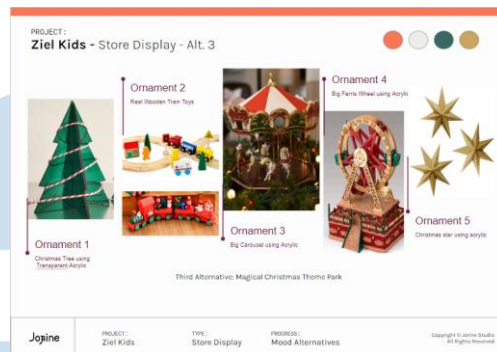 PROJECT :
Ziel Kids - Store Display - Alt. 3
Ornament 2
Real Wooden Train Toys
Ornament 4
Big Ferris Wheel using Acrylic
Ornament 1
Christmas Tree using
Transparant Acrylic
Ornament 3
Big Carousel using Acrylic
Ornament 5
Christmas star using acrylic
Third Alternative: Magical Christmas Theme Park
Jojine
PROJECT :
Ziel Kids
TYPE :
Store Display
PROGRESS :
Mood Alternatives
Copyright © Jorine Studio
All Rights Reserved